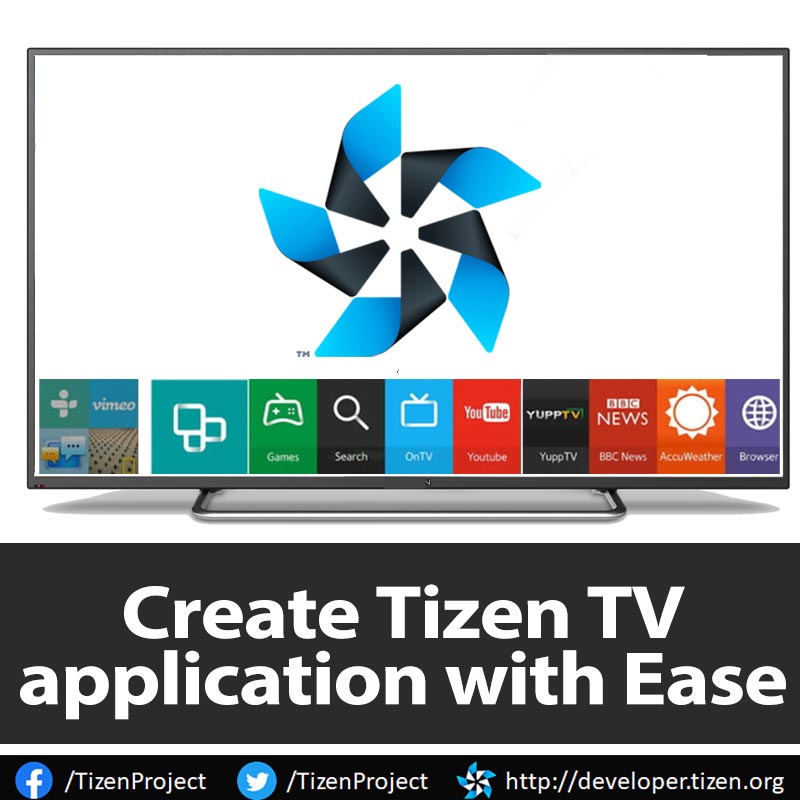 TM
vimeo
You Tube
YUPPTV
BBC
NEWS
Games
Search
OnTV
Youtube
YuppTV
BBC News
AccuWeather
Browser
Create Tizen TV
application with Ease
/TizenProject
/TizenProject
http://developer.tizen.org